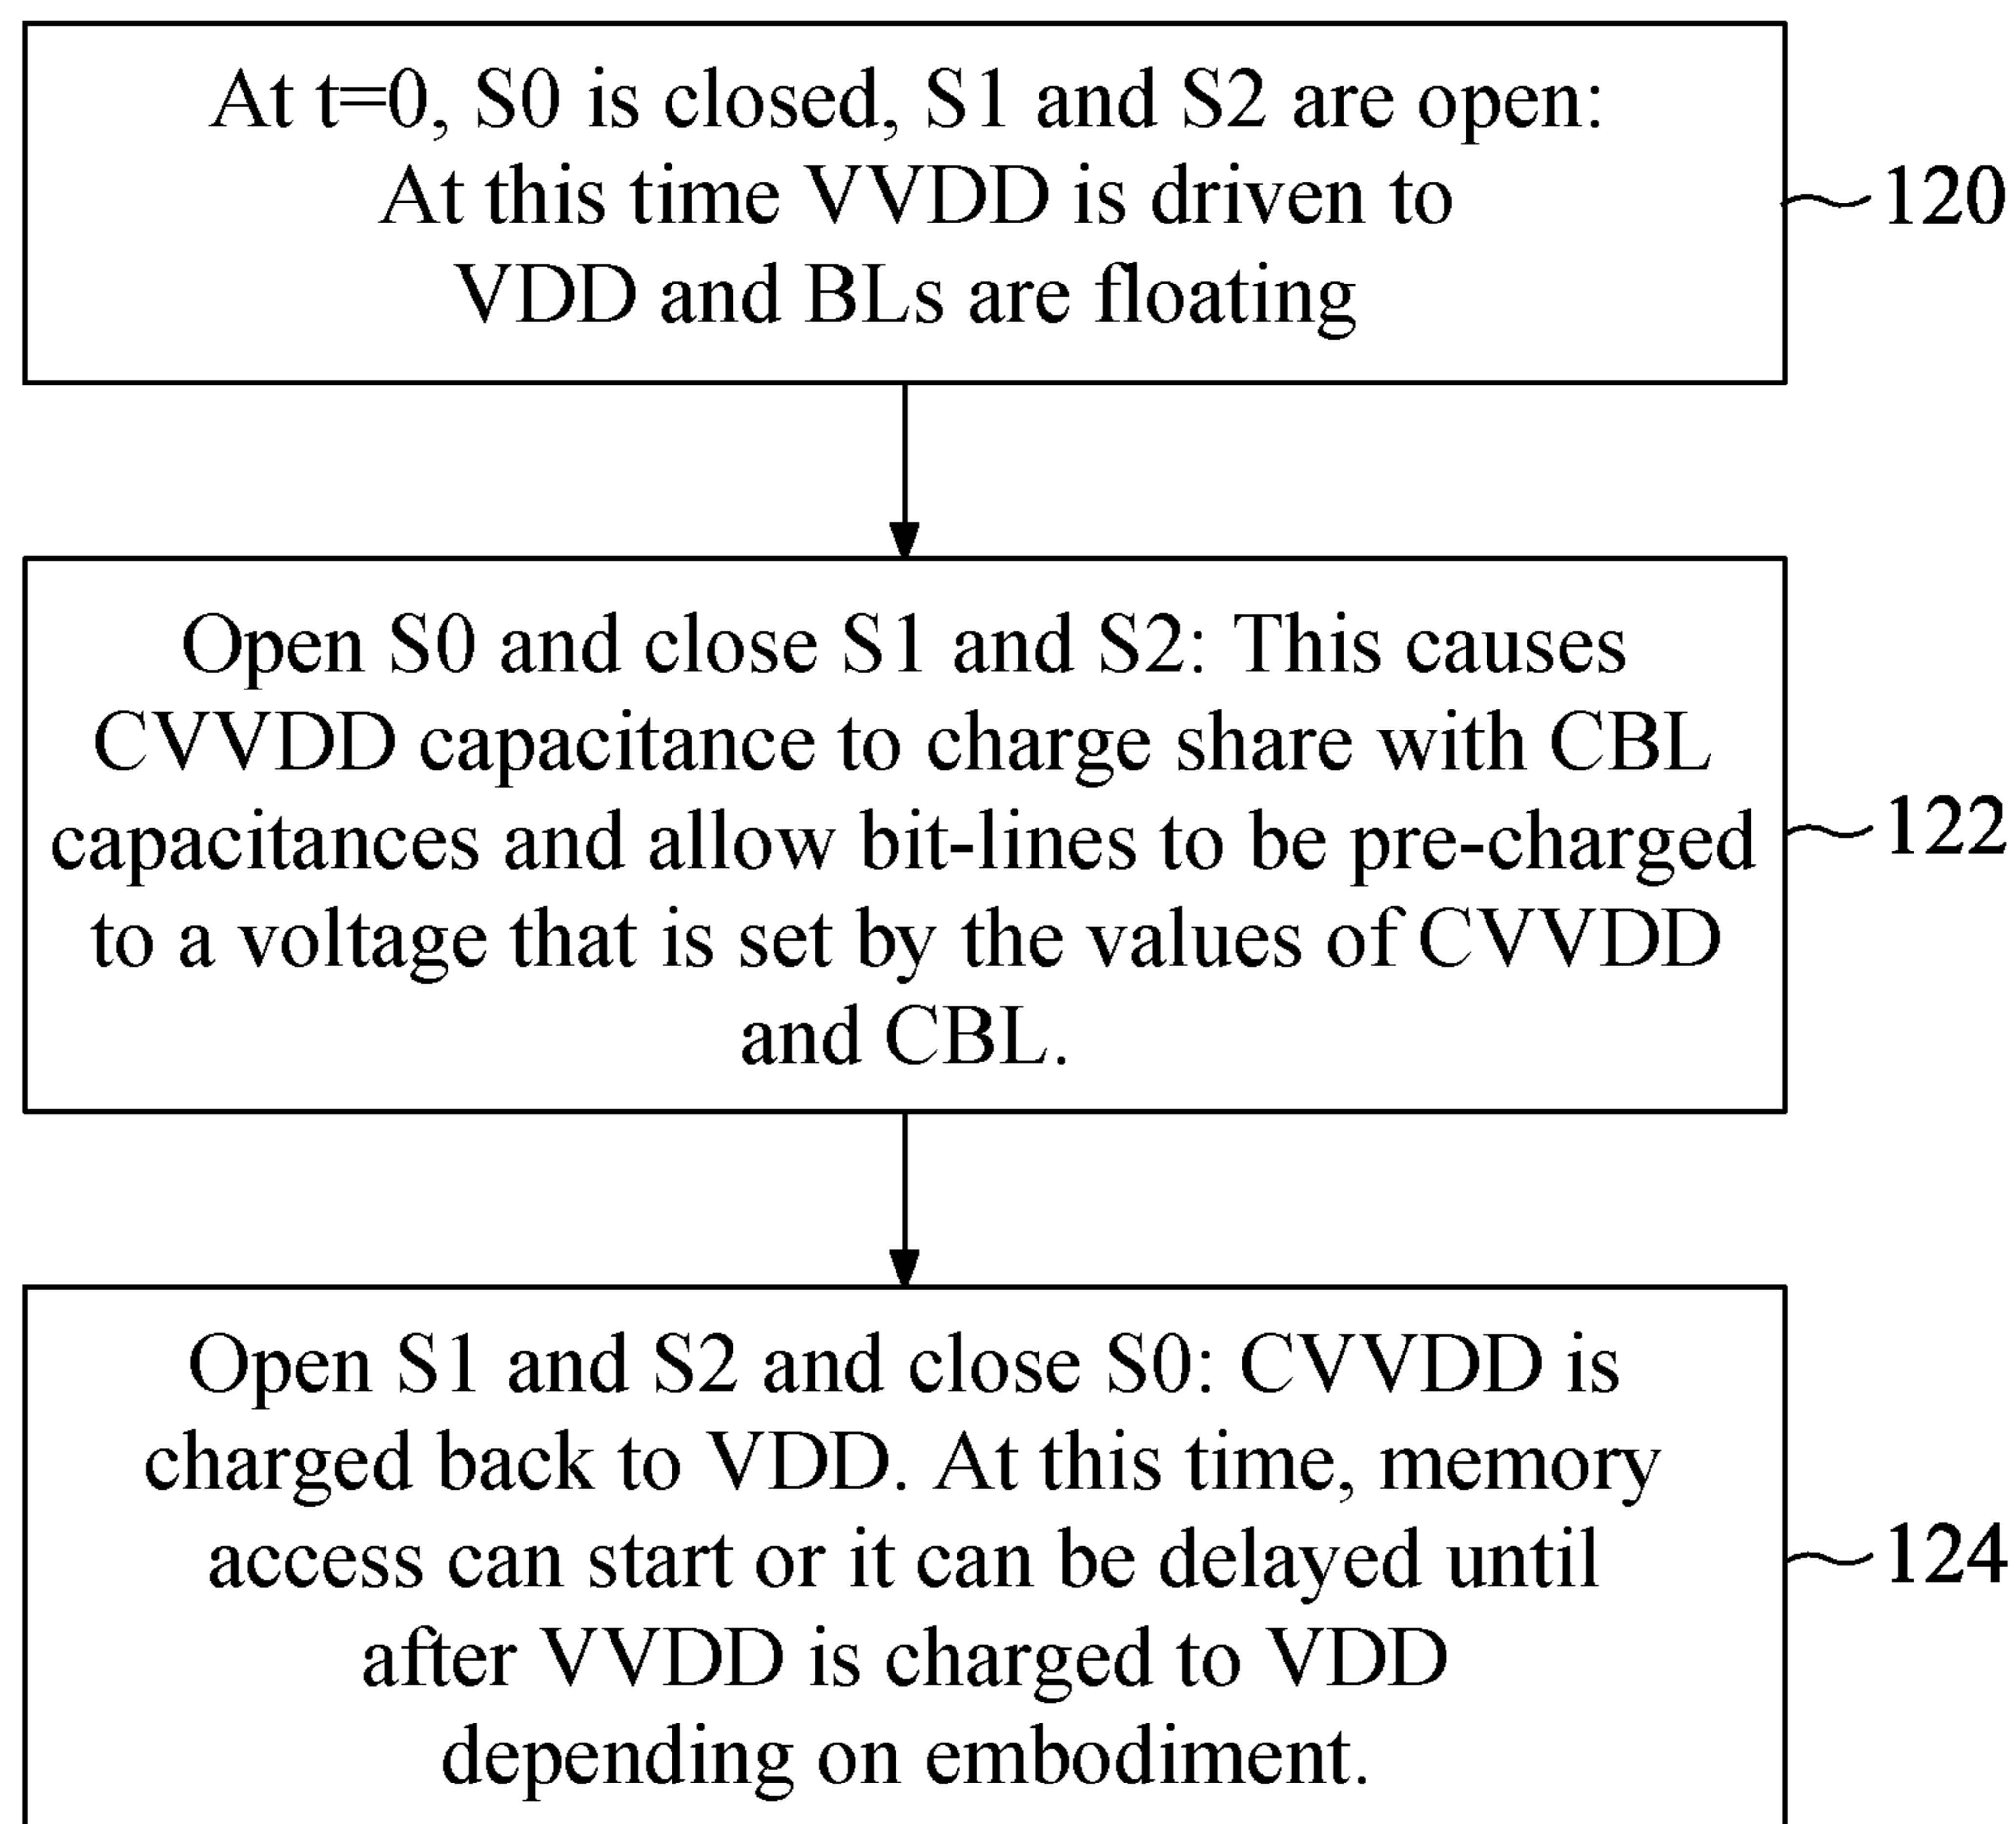 At t=0, S0 is closed, S1 and S2 are open:
At this time VVDD is driven to
VDD and BLs are floating
120
Open S0 and close S1 and S2: This causes
CVVDD capacitance to charge share with CBL
capacitances and allow bit-lines to be pre-charged
to a voltage that is set by the values of CVVDD
and CBL.
122
Open S1 and S2 and close S0: CVVDD is
charged back to VDD. At this time, memory
access can start or it can be delayed until
after VVDD is charged to VDD
depending on embodiment.
124